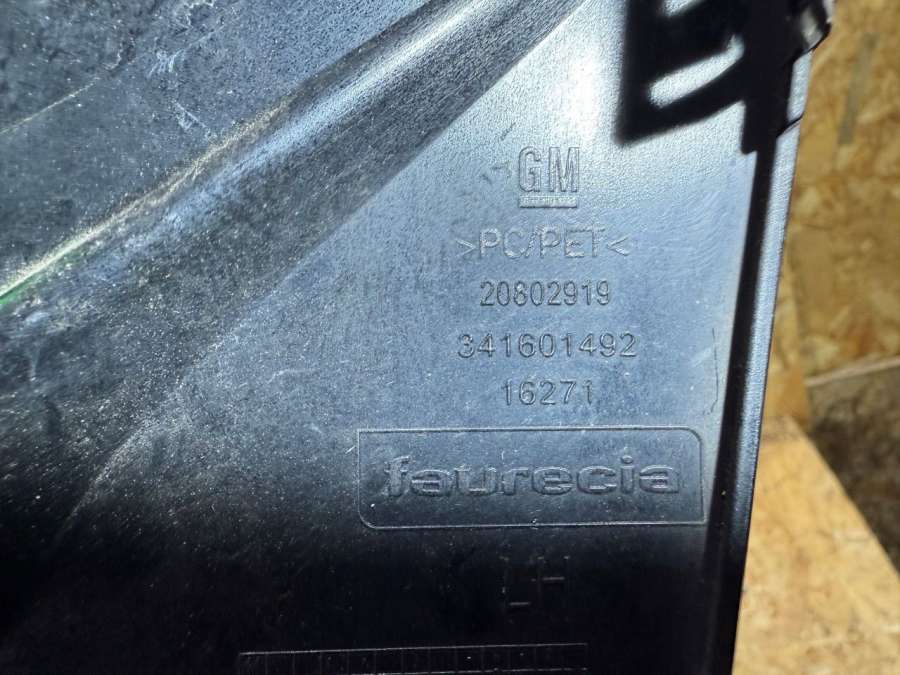 GM
>PC/PET<
20802919
341601492
16271
faurecia
LH